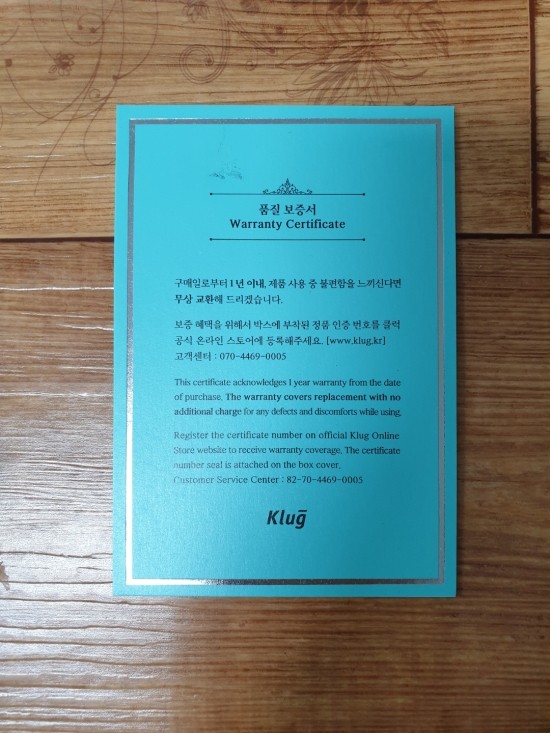 품질 보증서
Warranty Certificate
구매일로부터 1년 이내, 제품 사용 중 불편함을 느끼신다면
무상 교환해 드리겠습니다.
보증 혜택을 위해서 박스에 부착된 정품 인증 번호를 클럭
공식 온라인 스토어에 등록해주세요. [www.klug.kr]
고객센터 : 070-4469-0005
This certificate acknowledges 1 year warranty from the date
of purchase. The warranty covers replacement with no
additional charge for any defects and discomforts while using.
Register the certificate number on official Klug Online
Store website to receive warranty coverage. The certificate
number seal is attached on the box cover.
Customer Service Center : 82-70-4469-0005
Klug